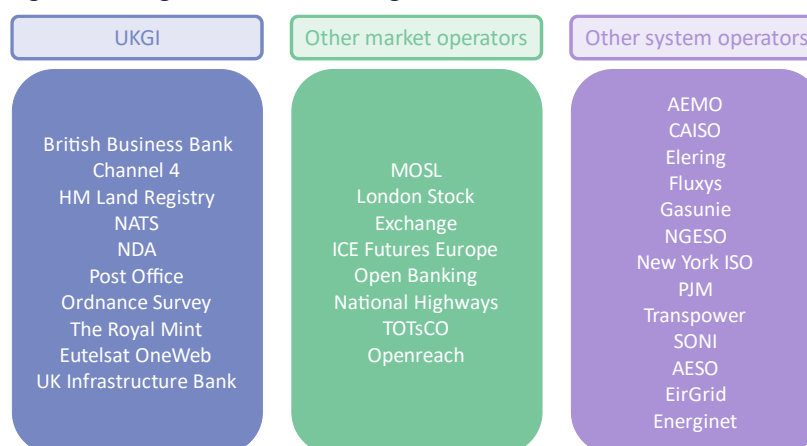 UKGI
British Business Bank
Channel 4
HM Land Registry
NATS
NDA
Post Office
Ordnance Survey
The Royal Mint
Eutelsat OneWeb
UK Infrastructure Bank
Other market operators
MOSL
London Stock
Exchange
ICE Futures Europe
Open Banking
National Highways
TOTsCO
Openreach
Other system operators
AEMO
CAISO
Elering
Fluxys
Gasunie
NGESO
New York ISO
PJM
Transpower
SONI
AESO
EirGrid
Energinet